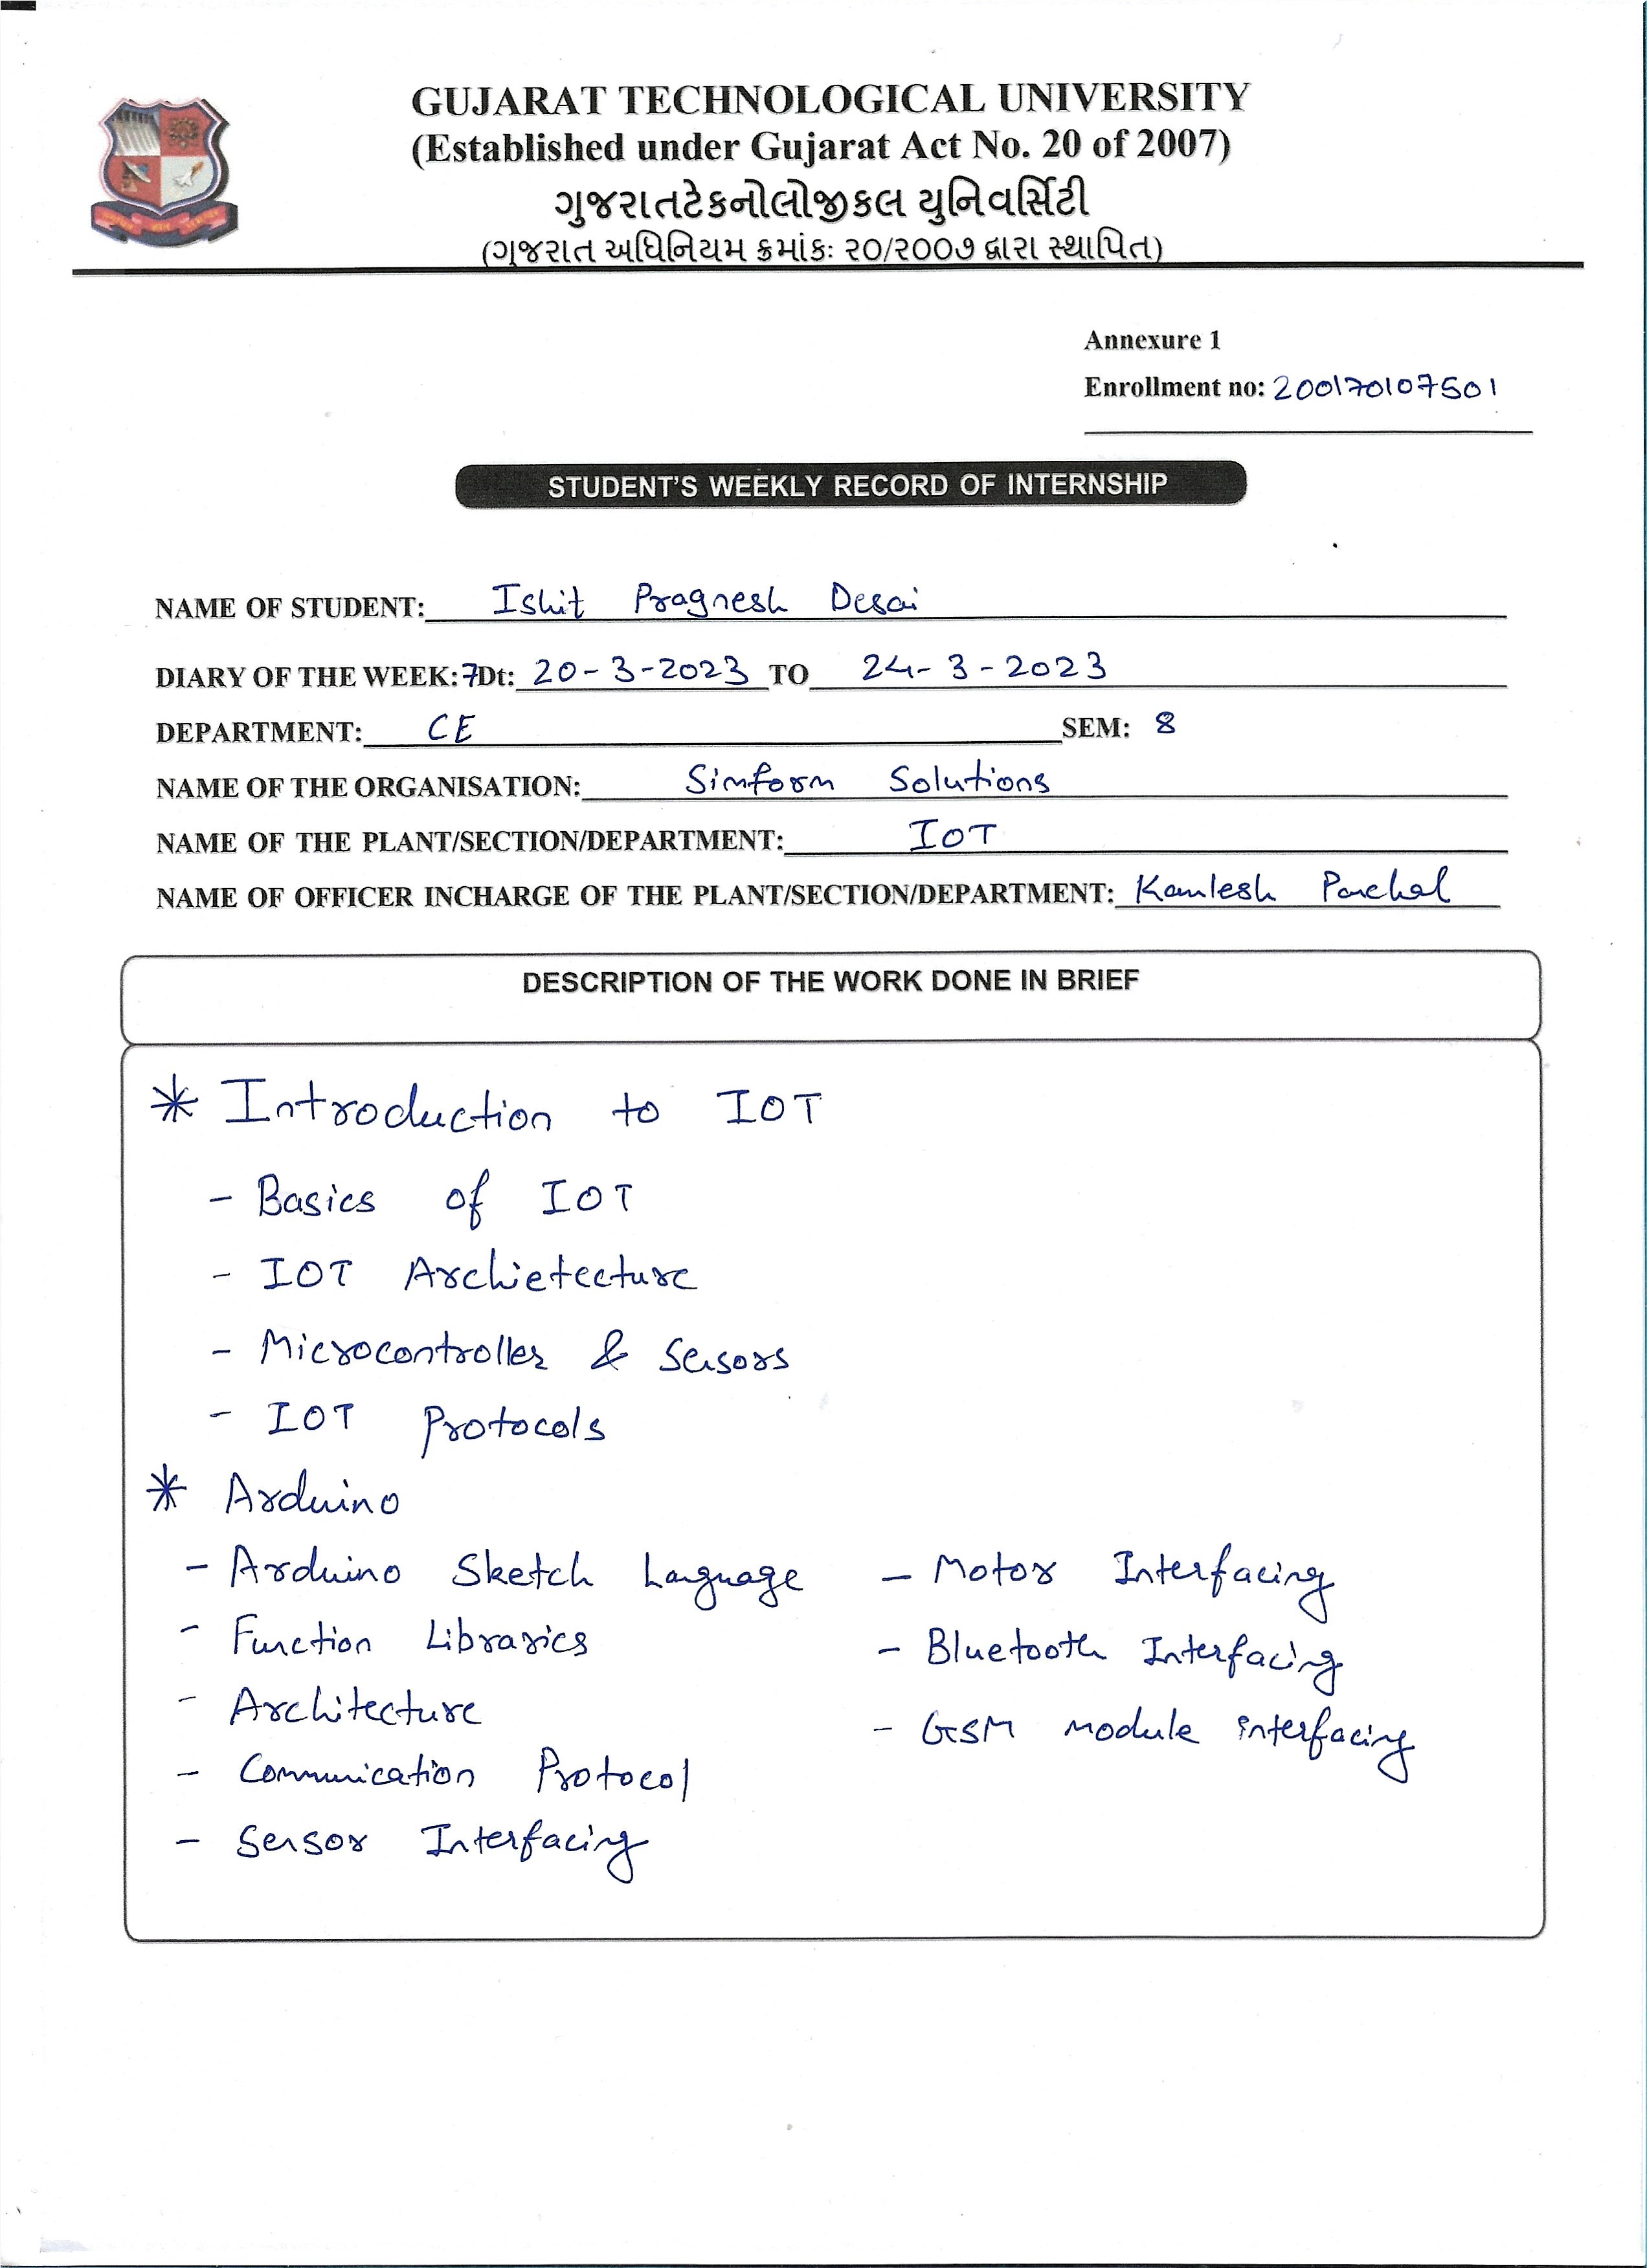 GUJARAT TECHNOLOGICAL UNIVERSITY
(Established under Gujarat Act No. 20 of 2007)
ગુજરાતટેકનોલોજીકલ યુનિવર્સિટી
(ગુજરાત અધિનિયમ ક્રમાંકઃ ૨૦/૨૦૦૭ દ્વારા સ્થાપિત)
Annexure 1
Enrollment no: 200170107501
STUDENT'S WEEKLY RECORD OF INTERNSHIP
NAME OF STUDENT: Ishit Pragnesh Desai
DIARY OF THE WEEK:7Dt: 20-3-2023 TO 24-3-2023
DEPARTMENT: CE SEM: 8
NAME OF THE ORGANISATION: Simform Solutions
NAME OF THE PLANT/SECTION/DEPARTMENT: IOT
NAME OF OFFICER INCHARGE OF THE PLANT/SECTION/DEPARTMENT: Kamlesh
DESCRIPTION OF THE WORK DONE IN BRIEF
* Introduction to IOT
- Basics of IOT
- IOT Archietecture
- Microcontroller & Sensors
- IOT Protocols
* Arduino
- Arduino Sketch Language
- Function Libraries
- Architecture
- Communication Protocol
- Sensor Interfacing
- Motor Interfacing
- Bluetooth Interfacing
- GSM module interfacing